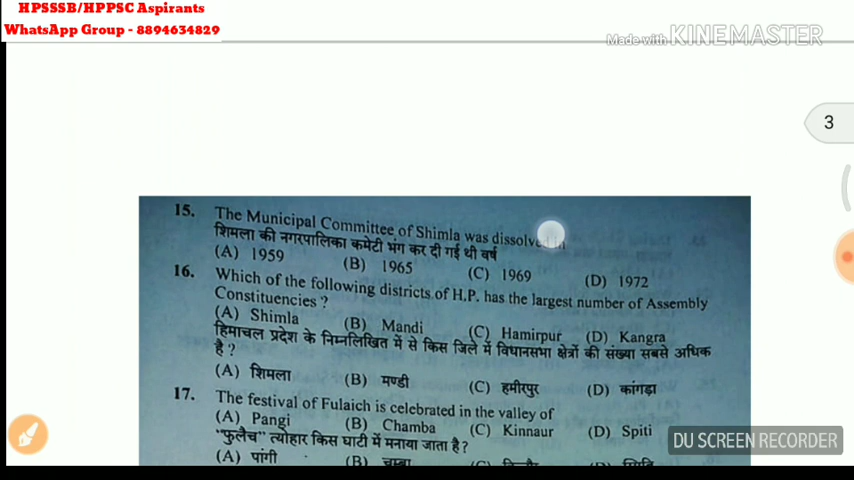 HPSSSB/HPPSC Aspirants
WhatsApp Group - 8894634829
Made with KINEMASTER
3
15. The Municipal Committee of Shimla was dissolved in
शिमला की नगरपालिका कमेटी भंग कर दी गई थी वर्ष
(A) 1959 (B) 1965 (C) 1969 (D) 1972
16. Which of the following districts of H.P. has the largest number of Assembly
Constituencies ?
(A) Shimla (B) Mandi (C) Hamirpur (D) Kangra
हिमाचल प्रदेश के निम्नलिखित में से किस जिले में विधानसभा क्षेत्रों की संख्या सबसे अधिक
है ?
(A) शिमला (B) मण्डी (C) हमीरपुर (D) कांगड़ा
17. The festival of Fulaich is celebrated in the valley of
(A) Pangi (B) Chamba (C) Kinnaur (D) Spiti
"फुलैच" त्योहार किस घाटी में मनाया जाता है?
(A) पांगी (B) चम्बा (C)
DU SCREEN RECORDER